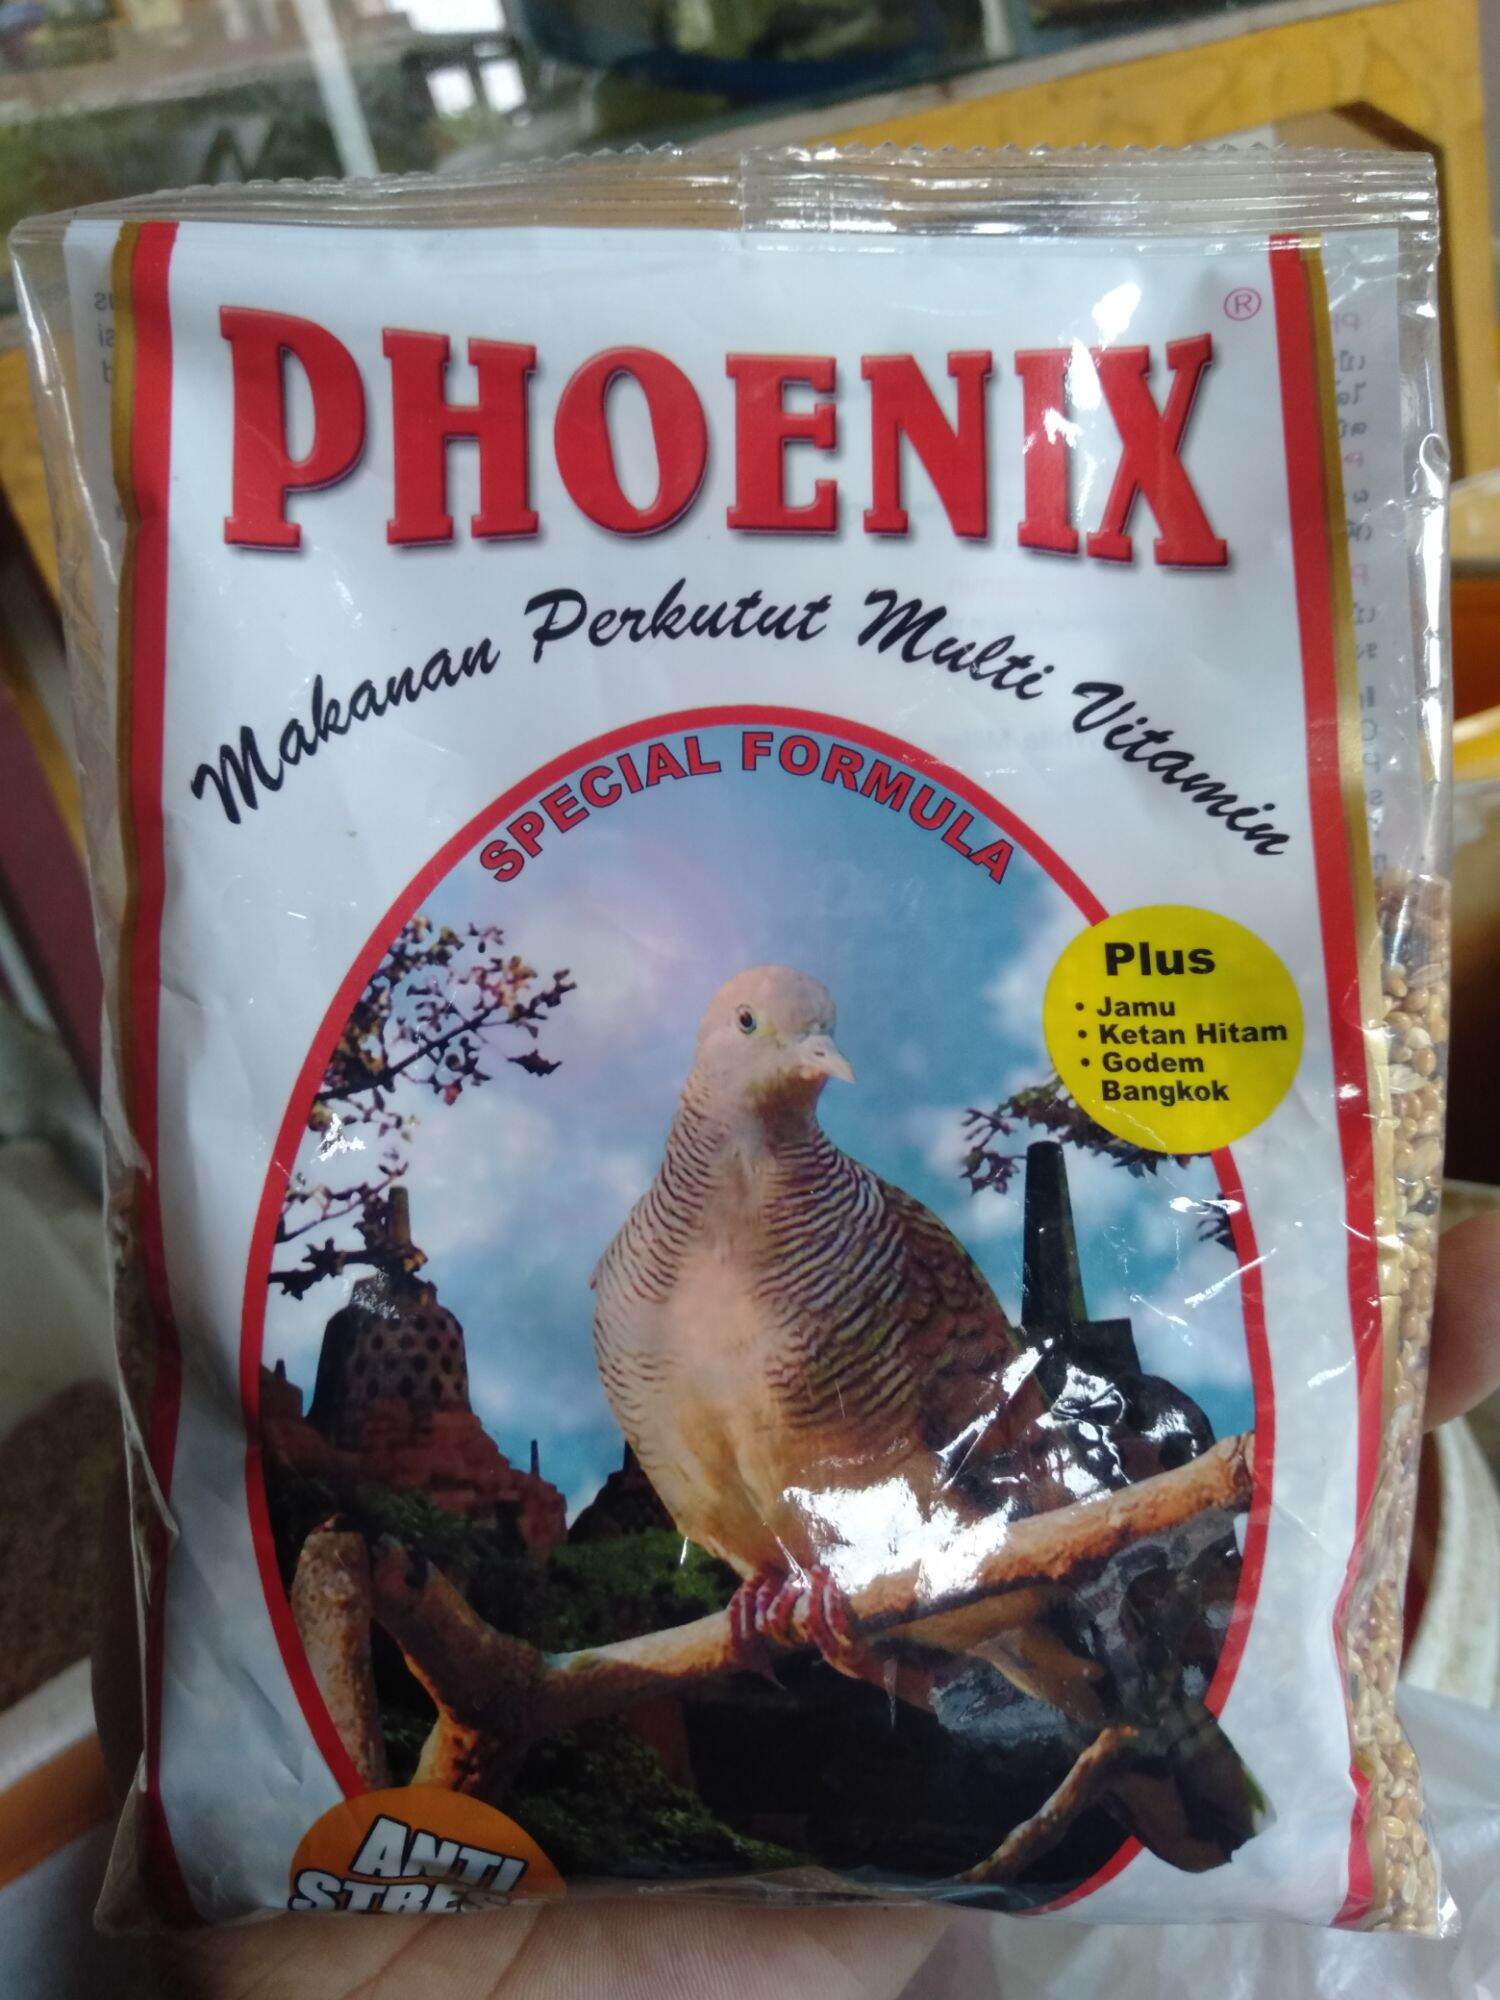 PHOENIX®
Makanan Perkutut Multi Vitamin
SPECIAL FORMULA
Plus
• Jamu
• Ketan Hitam
• Godem
Bangkok
ANTI